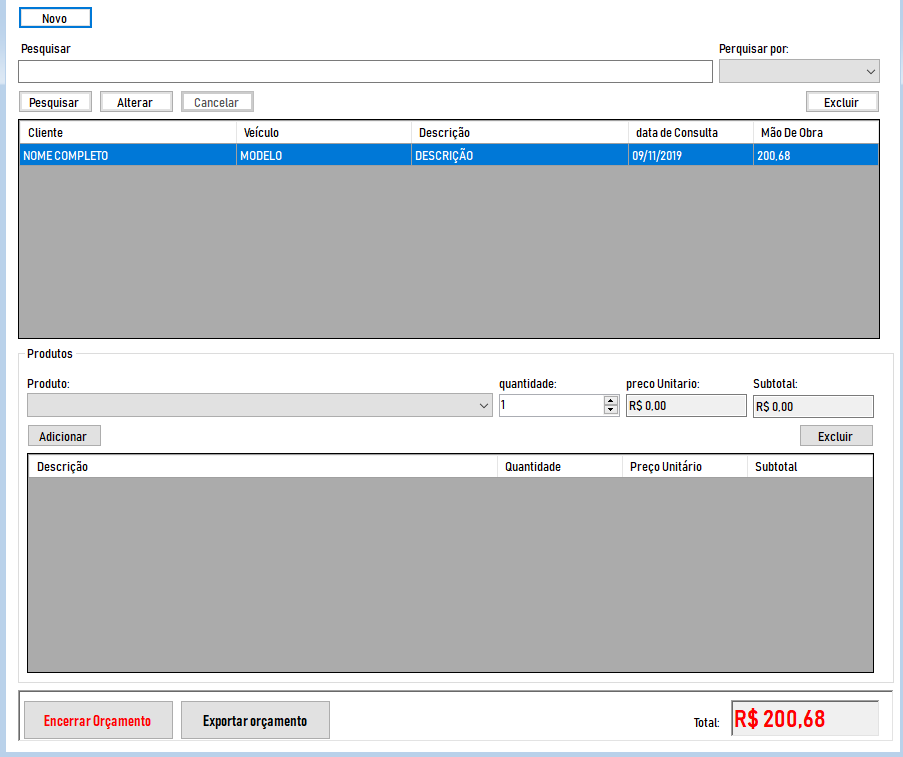 Novo
Pesquisar Perquisar por:
Pesquisar Alterar Cancelar Excluir
Cliente Veículo Descrição data de Consulta Mão De Obra
NOME COMPLETO MODELO DESCRIÇÃO 09/11/2019 200,68
Produtos
Produto: quantidade: preco Unitario: Subtotal:
1 R$ 0,00 R$ 0,00
Adicionar Excluir
Descrição Quantidade Preço Unitário Subtotal
Encerrar Orçamento Exportar orçamento Total: R$ 200,68